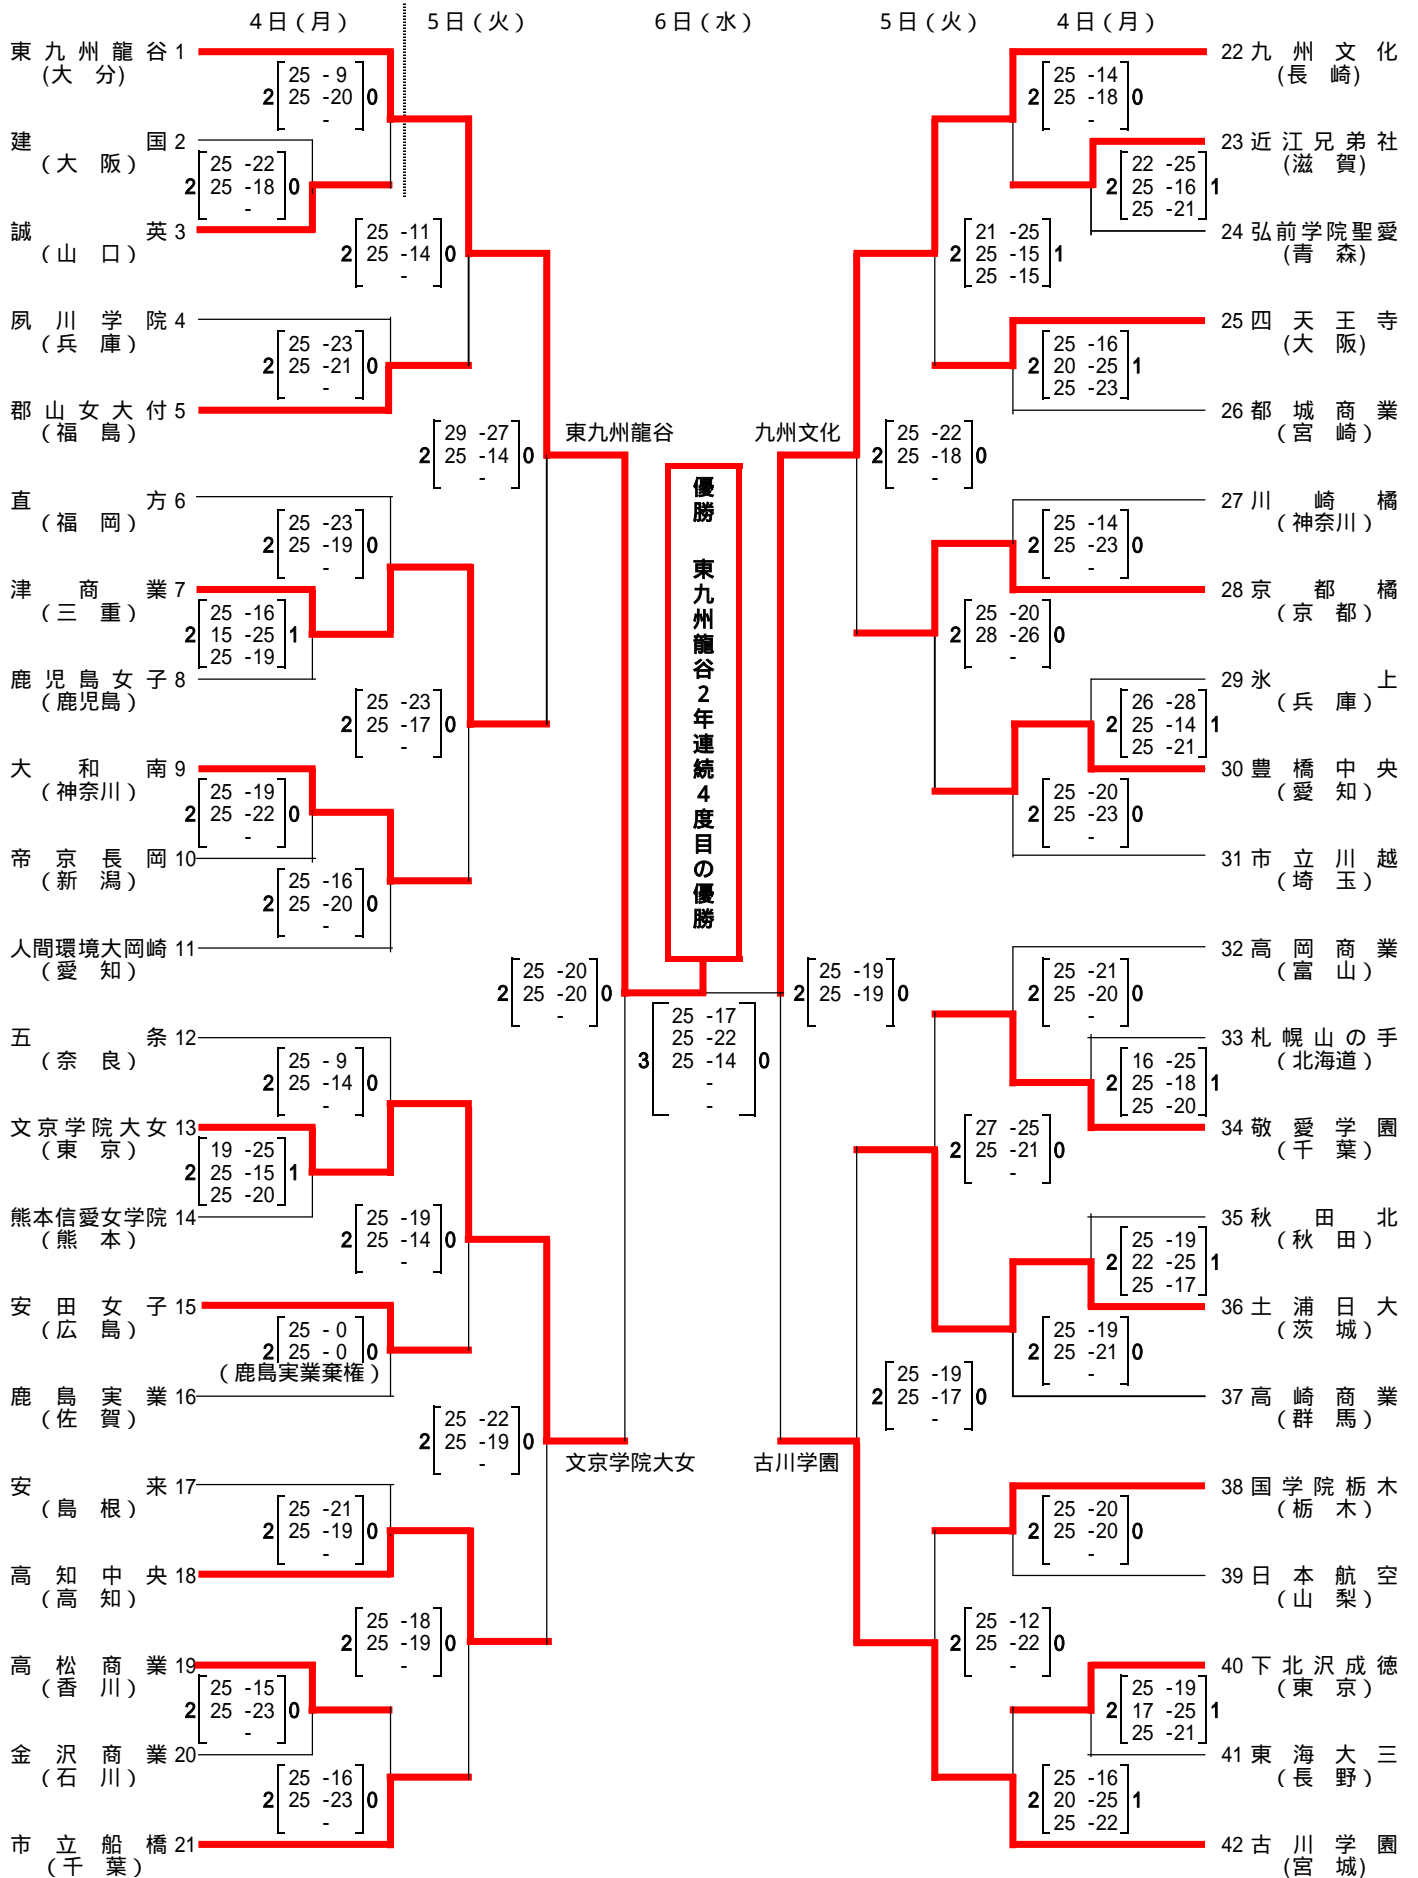 4日(月) 5日(火) 6日(水) 5日(火) 4日(月)
東九州龍谷 1
(大 分)
2 25 - 9 0
25 -20
-
建 国 2
(大 阪)
2 25 -22 0
25 -18
-
誠 英 3
(山 口)
2 25 -11 0
25 -14
-
夙川学院 4
(兵 庫)
2 25 -23 0
25 -21
-
郡山女大付 5
(福 島)
2 29 -27 0
25 -14
-
東九州龍谷
直 方 6
(福 岡)
2 25 -23 0
25 -19
-
津商業 7
(三 重)
2 25 -16 1
15 -25
25 -19
鹿児島女子 8
(鹿児島)
2 25 -23 0
25 -17
-
大和南 9
(神奈川)
2 25 -19 0
25 -22
-
帝京長岡 10
(新 潟)
2 25 -16 0
25 -20
-
人間環境大岡崎 11
(愛 知)
2 25 -20 0
25 -20
-
五 条 12
(奈 良)
2 25 - 9 0
25 -14
-
文京学院大女 13
(東 京)
2 19 -25 1
25 -15
25 -20
熊本信愛女学院 14
(熊 本)
2 25 -19 0
25 -14
-
安田女子 15
(広 島)
2 25 - 0 0
25 - 0
(鹿島実業棄権)
鹿島実業 16
(佐 賀)
2 25 -22 0
25 -19
-
文京学院大女
安 来 17
(島 根)
2 25 -21 0
25 -19
-
高知中央 18
(高 知)
2 25 -18 0
25 -19
-
高松商業 19
(香 川)
2 25 -15 0
25 -23
-
金沢商業 20
(石 川)
2 25 -16 0
25 -23
-
市立船橋 21
(千 葉)
優勝 東九州龍谷2年連続4度目の優勝
3 25 -17 0
25 -22
25 -14
-
-
22 九州文化
(長 崎)
2 25 -14 0
25 -18
-
23 近江兄弟社
(滋 賀)
2 22 -25 1
25 -16
25 -21
24 弘前学院聖愛
(青 森)
2 21 -25 1
25 -15
25 -15
25 四天王寺
(大 阪)
2 25 -16 1
20 -25
25 -23
26 都城商業
(宮 崎)
九州文化
2 25 -22 0
25 -18
-
27 川崎橘
(神奈川)
2 25 -14 0
25 -23
-
28 京都橘
(京 都)
2 25 -20 0
28 -26
-
29 氷 上
(兵 庫)
2 26 -28 1
25 -14
25 -21
30 豊橋中央
(愛 知)
2 25 -20 0
25 -23
-
31 市立川越
(埼 玉)
2 25 -19 0
25 -19
-
32 高岡商業
(富 山)
2 25 -21 0
25 -20
-
33 札幌山の手
(北海道)
2 16 -25 1
25 -18
25 -20
34 敬愛学園
(千 葉)
2 27 -25 0
25 -21
-
35 秋田北
(秋 田)
2 25 -19 1
22 -25
25 -17
36 土浦日大
(茨 城)
2 25 -19 0
25 -21
-
37 高崎商業
(群 馬)
2 25 -19 0
25 -17
-
古川学園
38 国学院栃木
(栃 木)
2 25 -20 0
25 -20
-
39 日本航空
(山 梨)
2 25 -12 0
25 -22
-
40 下北沢成徳
(東 京)
2 25 -19 1
17 -25
25 -21
41 東海大三
(長 野)
2 25 -16 1
20 -25
25 -22
42 古川学園
(宮 城)